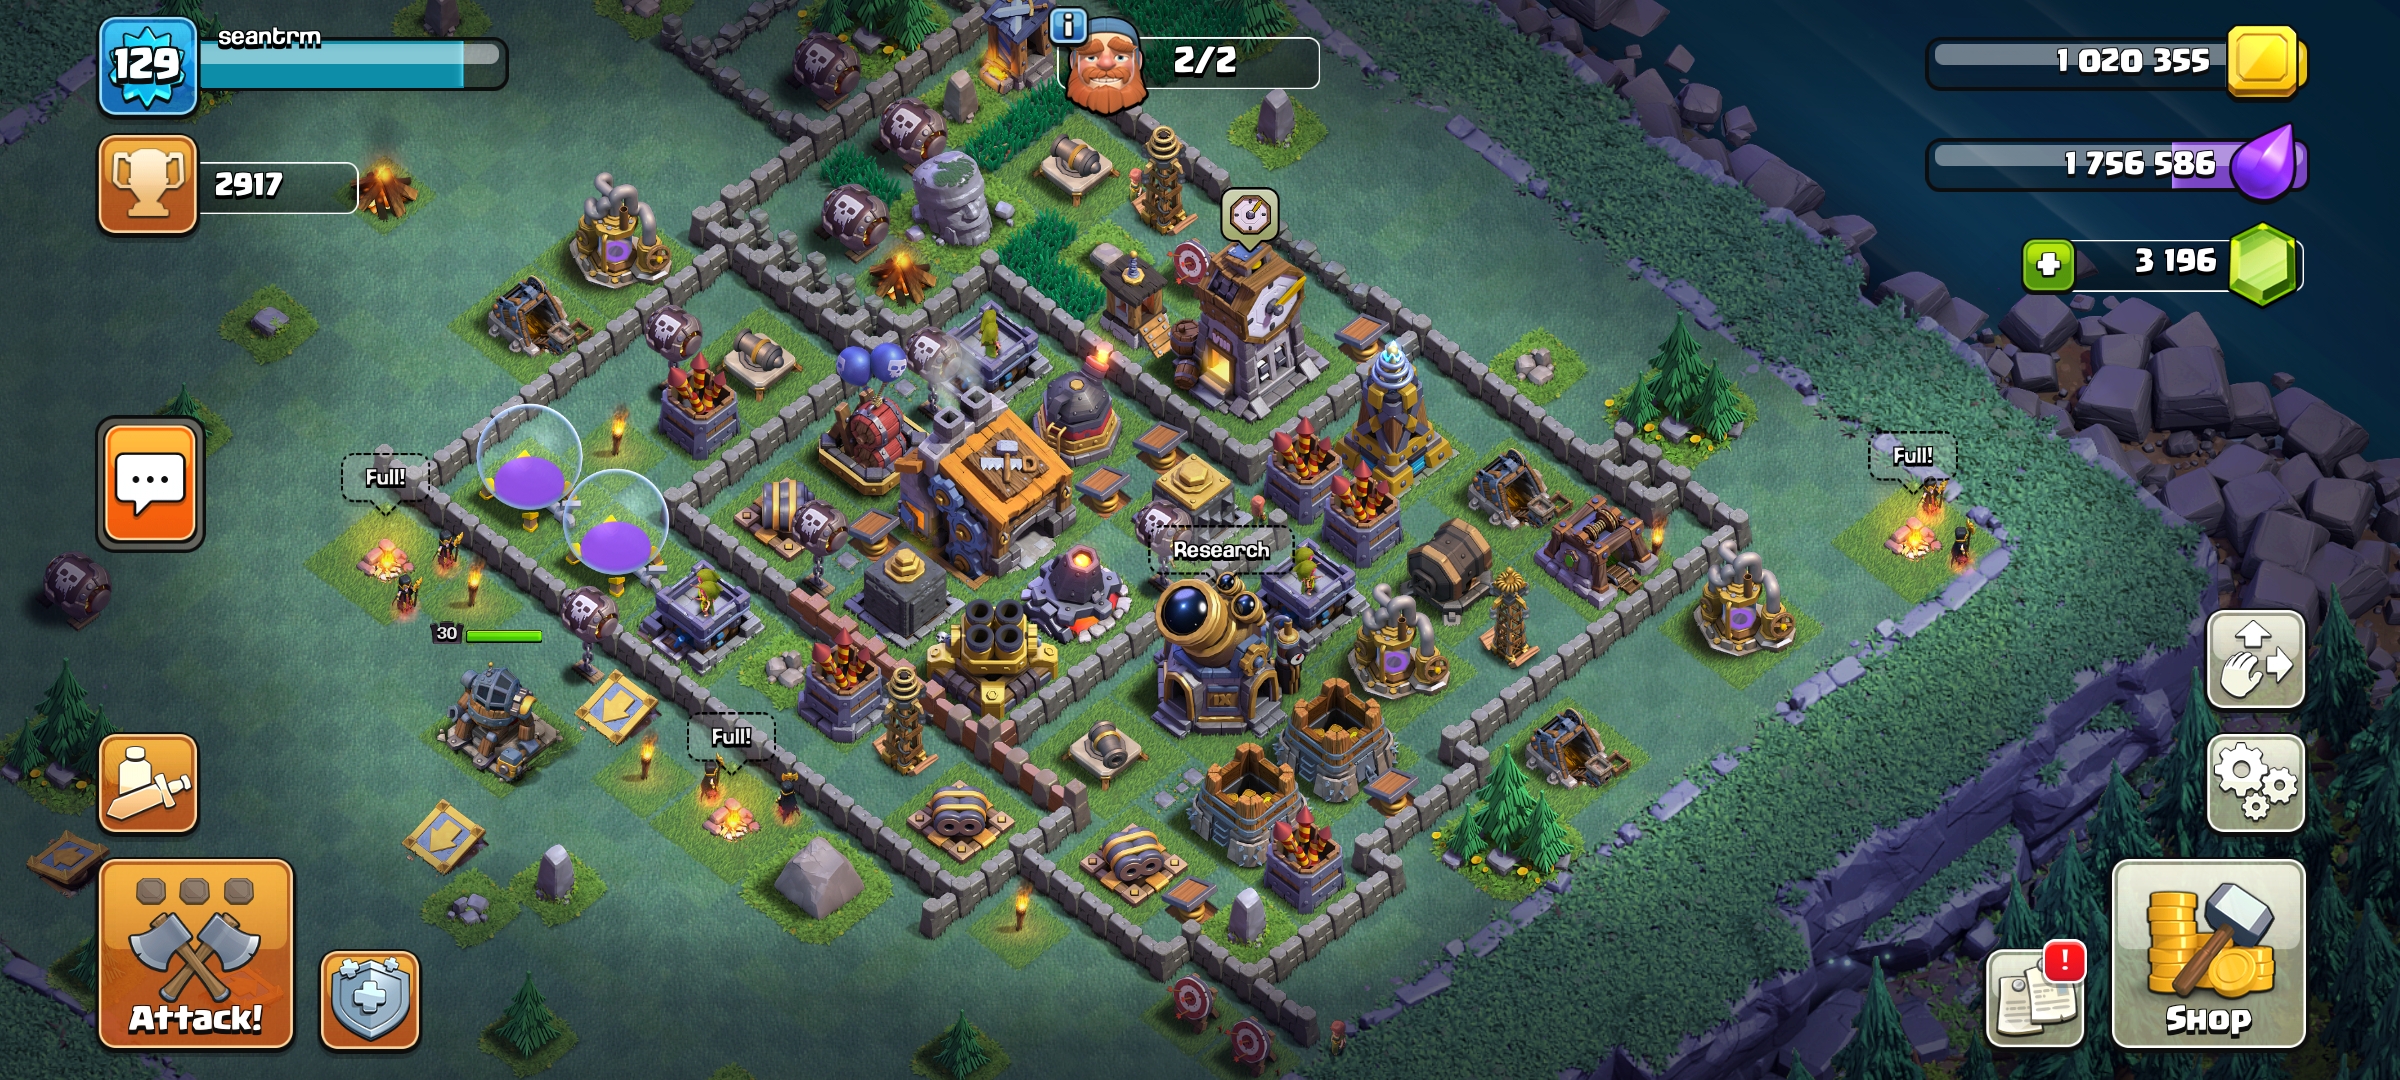 129
seantrm
i
2/2
1 020 355
2917
1 756 586
3 196
Full!
Full!
Research
30
Full!
Attack!
!
Shop